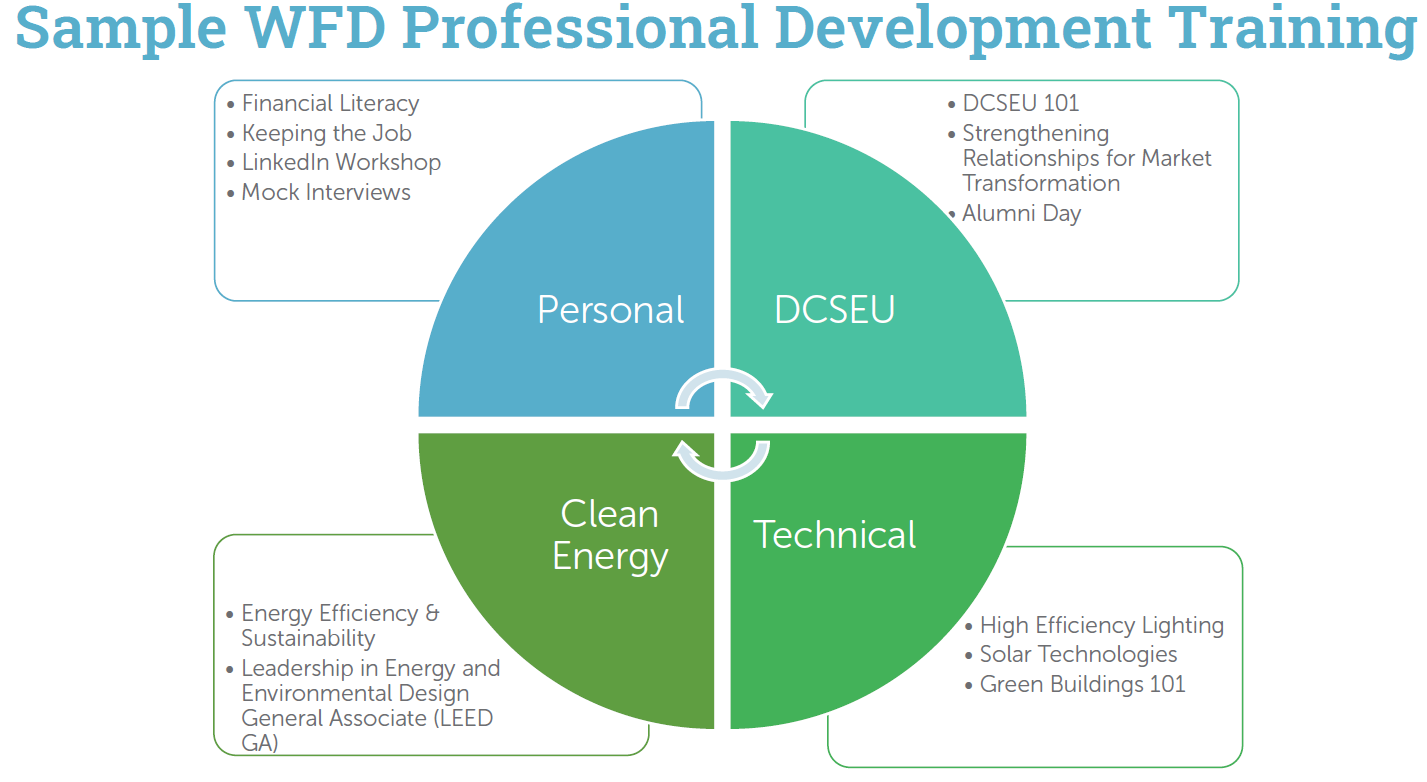 Sample WFD Professional Development Training
• Financial Literacy
• Keeping the Job
• LinkedIn Workshop
• Mock Interviews
• DCSEU 101
• Strengthening
Relationships for Market
Transformation
• Alumni Day
Personal
DCSEU
Clean
Energy
Technical
• Energy Efficiency &
Sustainability
• Leadership in Energy and
Environmental Design
General Associate (LEED
GA)
• High Efficiency Lighting
• Solar Technologies
• Green Buildings 101